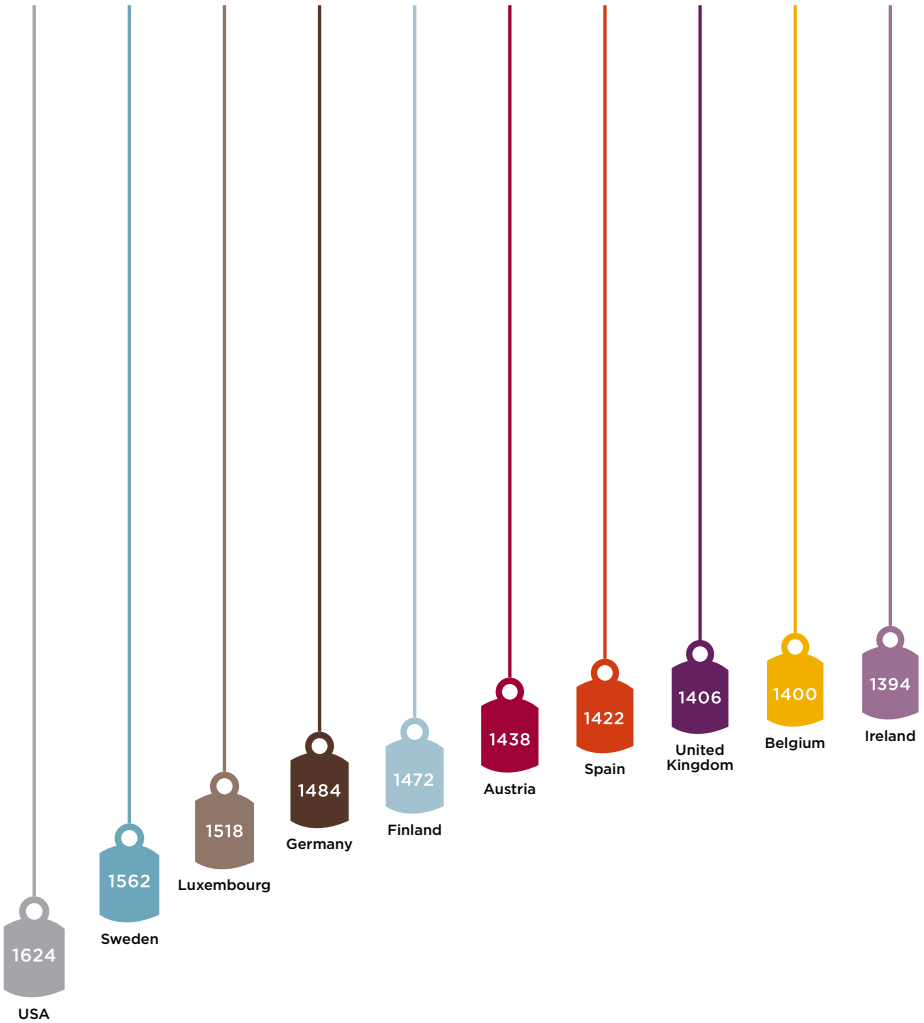 1624
USA
1562
Sweden
1518
Luxembourg
1484
Germany
1472
Finland
1438
Austria
1422
Spain
1406
United
Kingdom
1400
Belgium
1394
Ireland